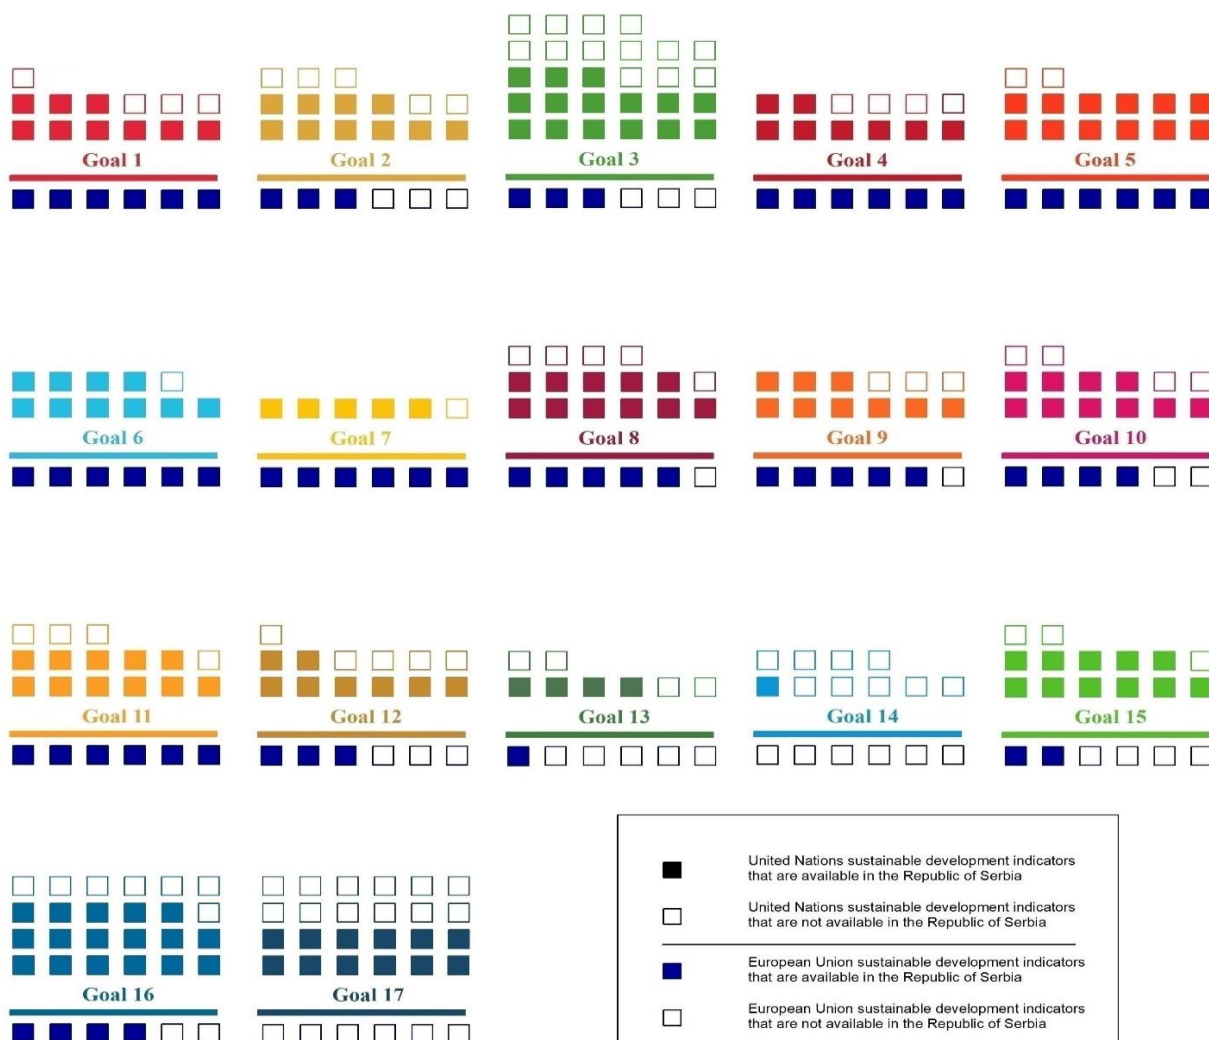 Goal 1
Goal 2
Goal 3
Goal 4
Goal 5
Goal 6
Goal 7
Goal 8
Goal 9
Goal 10
Goal 11
Goal 12
Goal 13
Goal 14
Goal 15
Goal 16
Goal 17
United Nations sustainable development indicators
that are available in the Republic of Serbia
United Nations sustainable development indicators
that are not available in the Republic of Serbia
European Union sustainable development indicators
that are available in the Republic of Serbia
European Union sustainable development indicators
that are not available in the Republic of Serbia